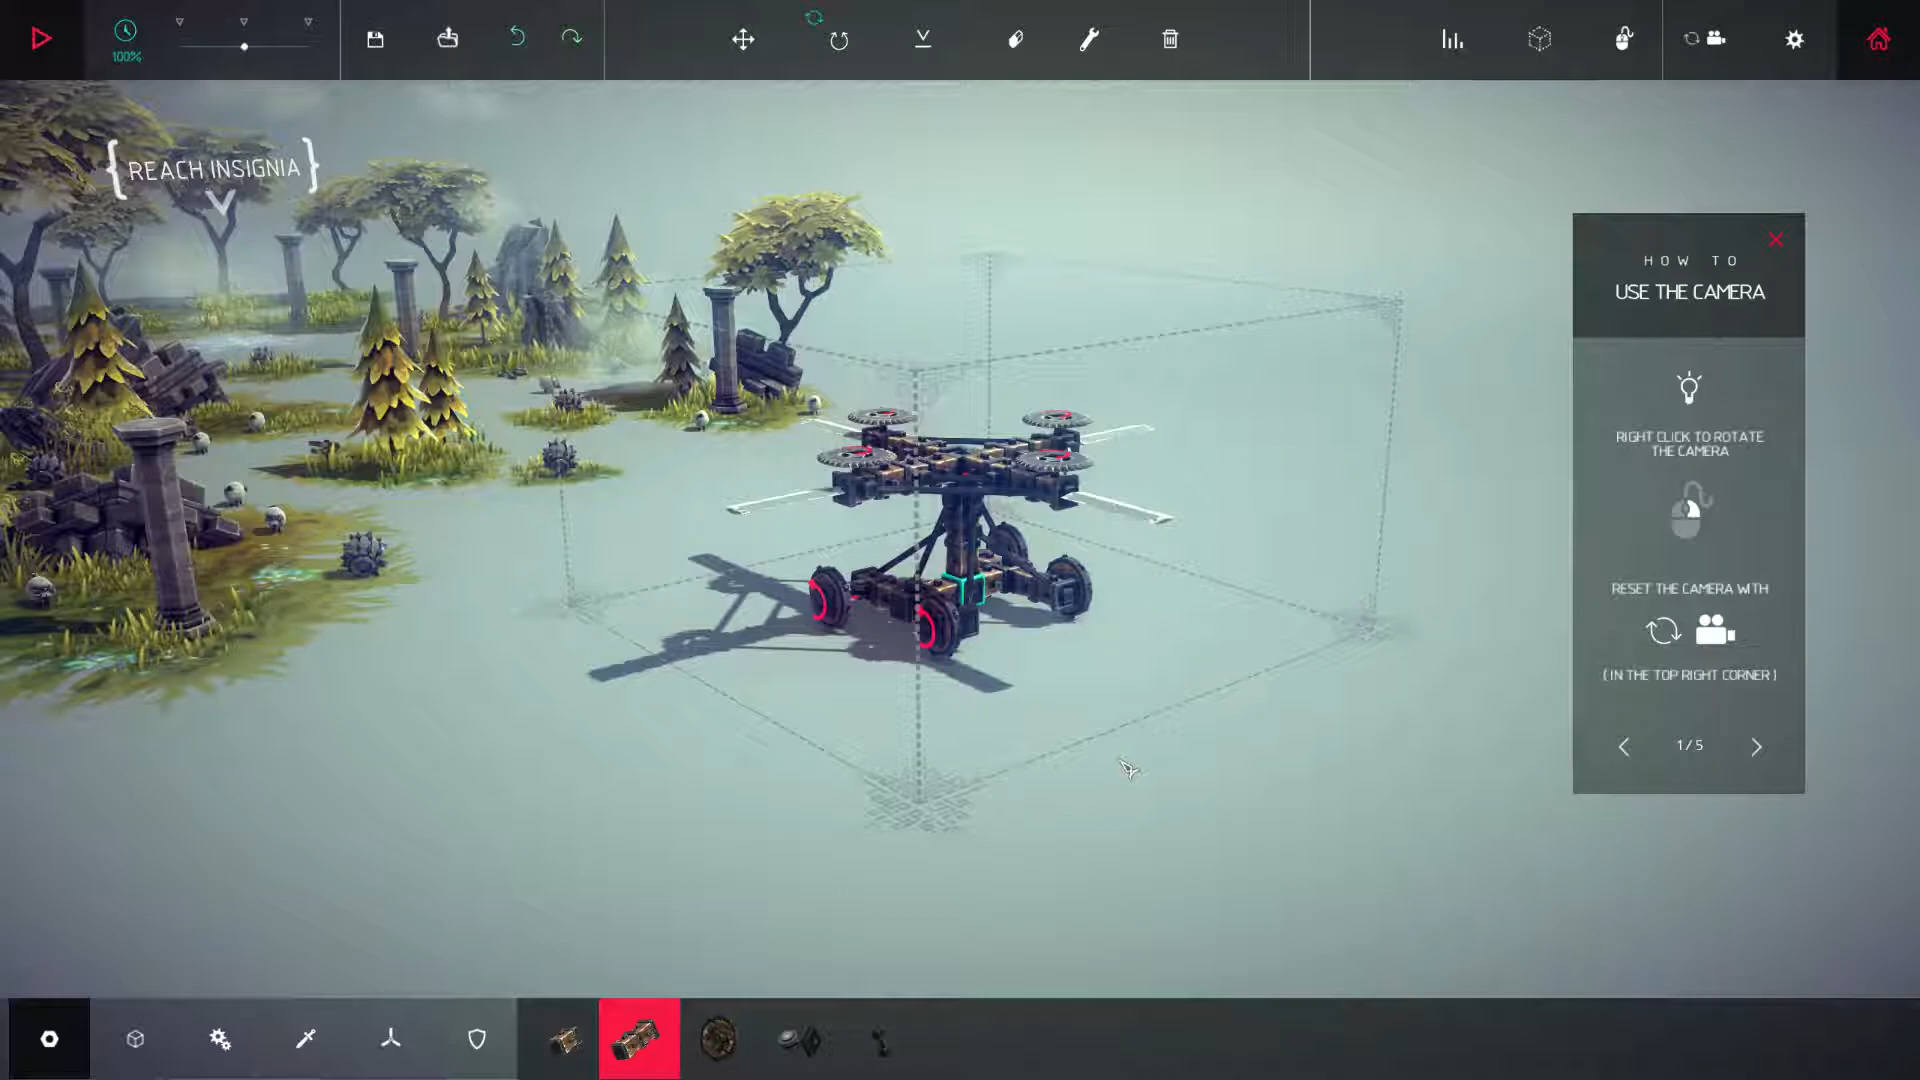 100%
{ REACH INSIGNIA }
HOW TO
USE THE CAMERA
RIGHT CLICK TO ROTATE
THE CAMERA
RESET THE CAMERA WITH
( IN THE TOP RIGHT CORNER )
1/5